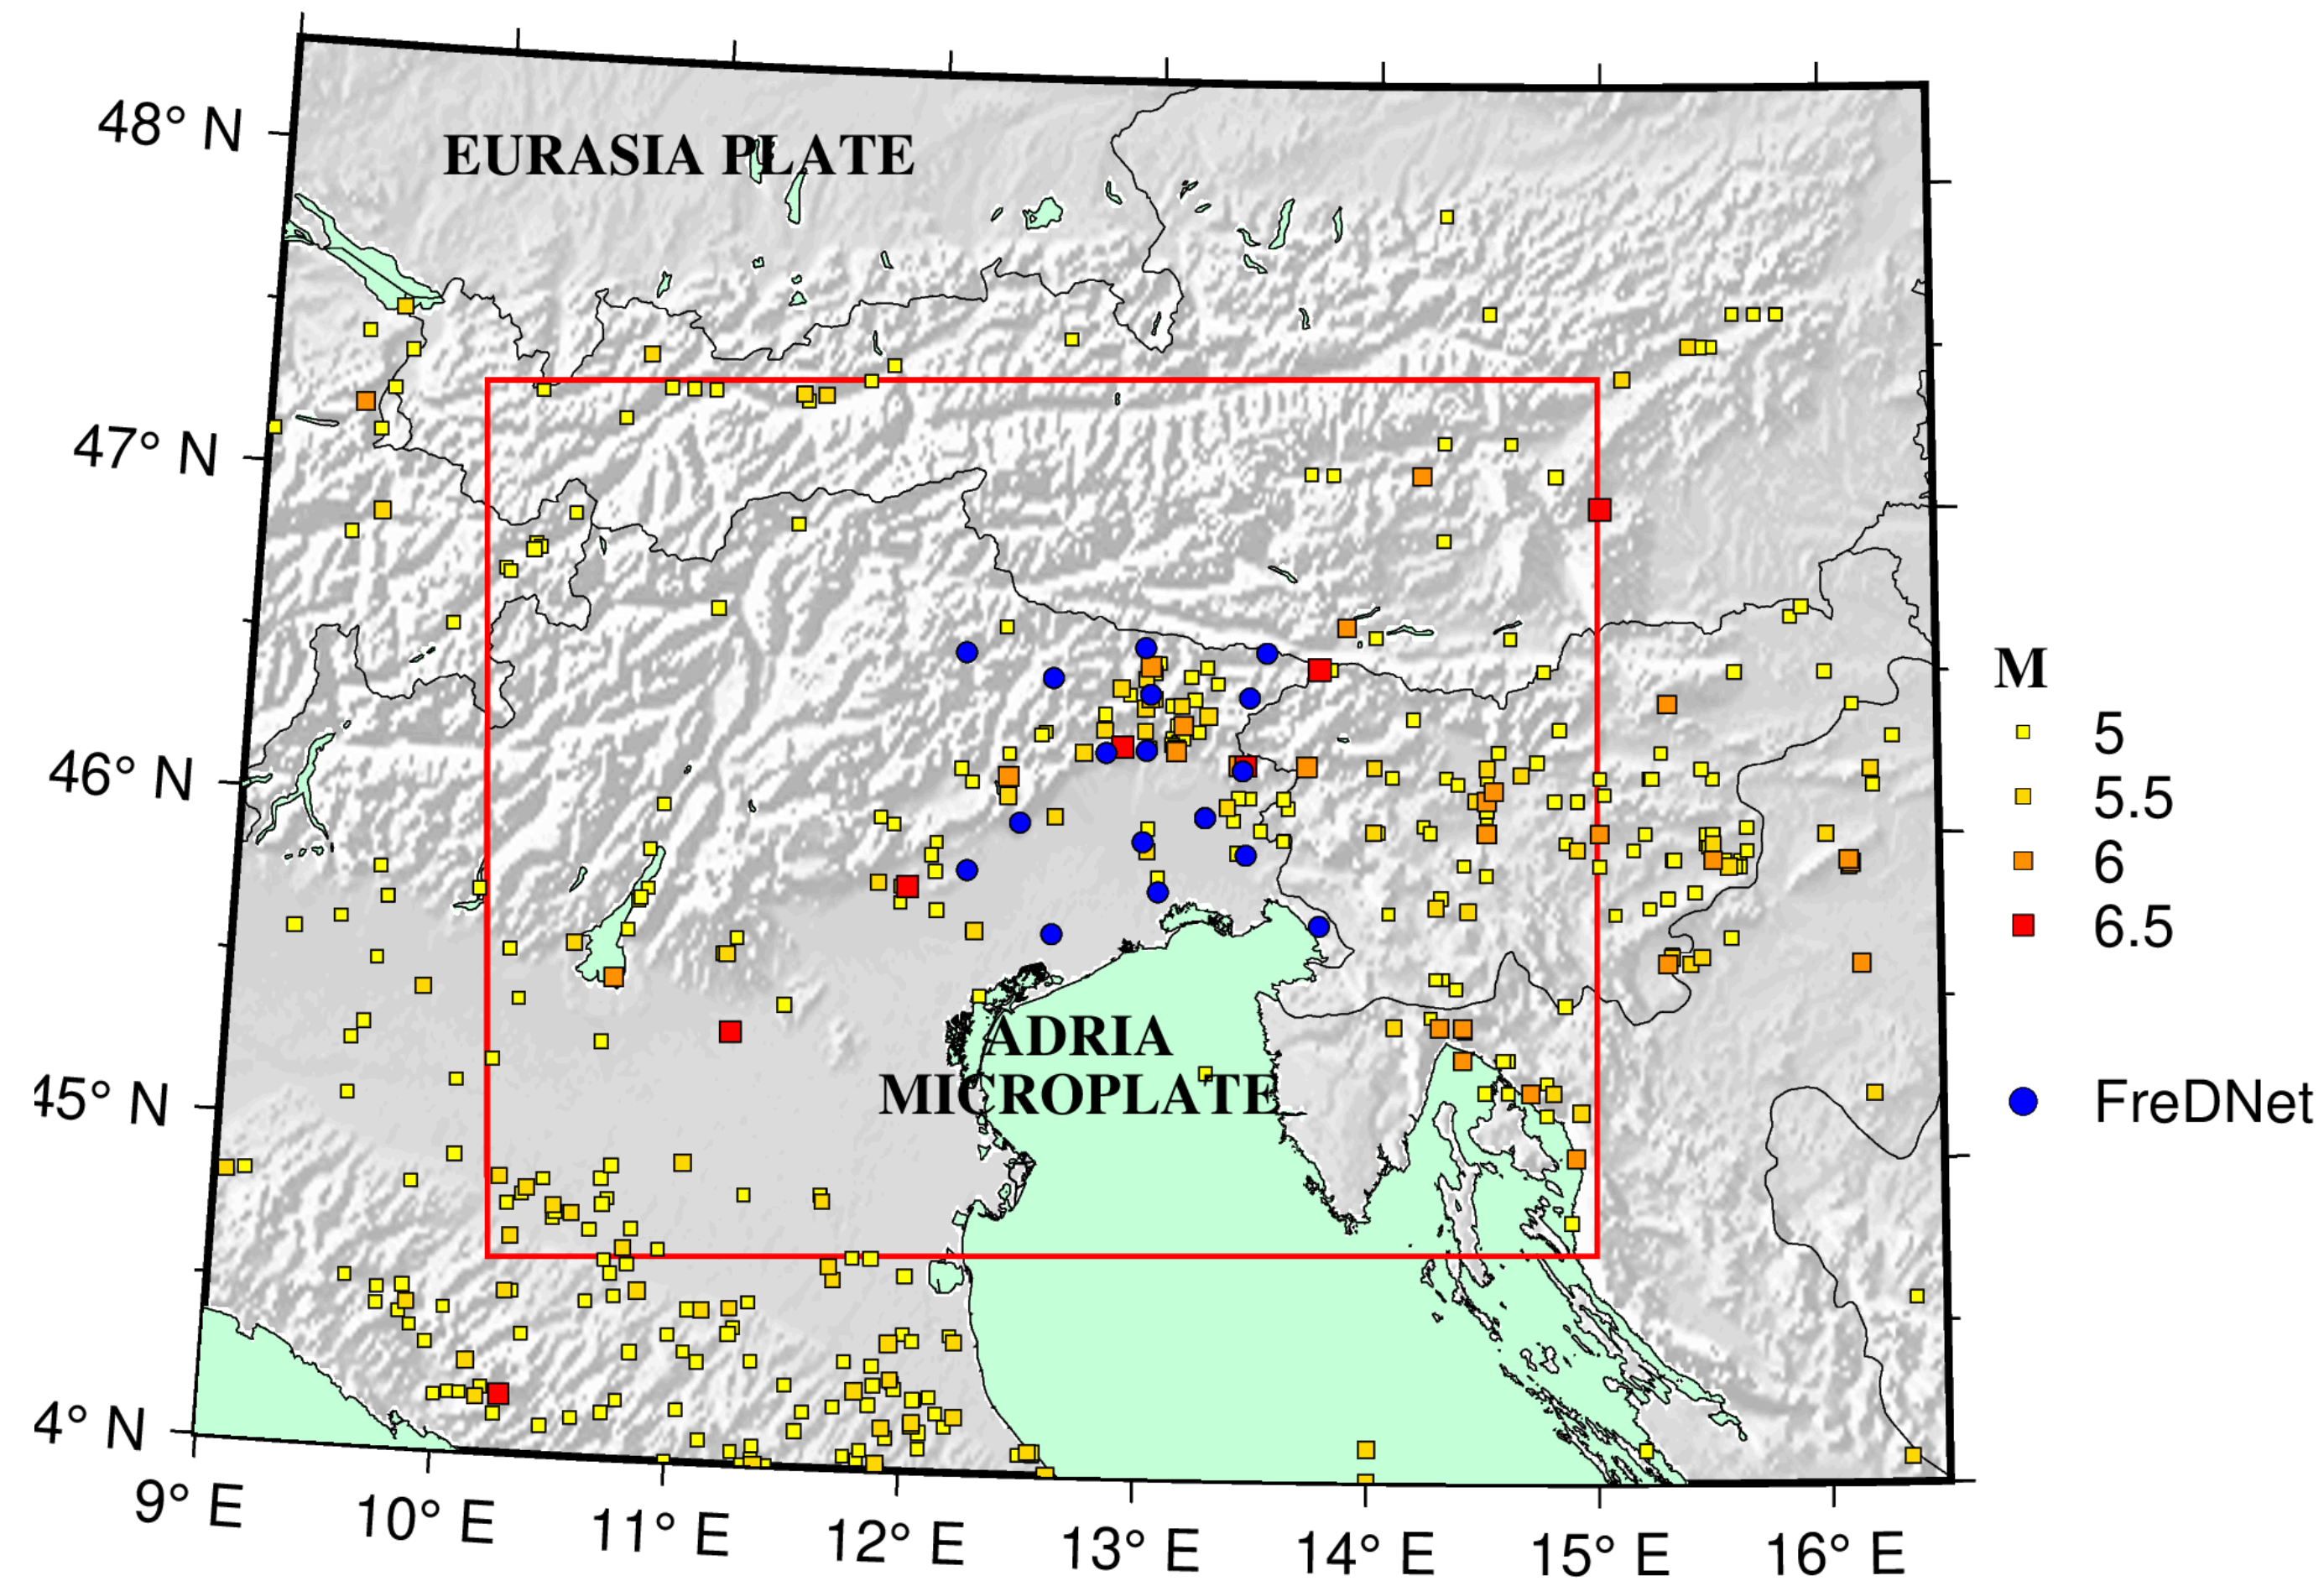 48° N
EURASIA PLATE
47° N
M
5
46° N
5.5
6
6.5
ADRIA
MICROPLATE
45° N
FreDNet
4° N
9° E
10° E
11° E
12° E
13° E
14° E
15° E
16° E